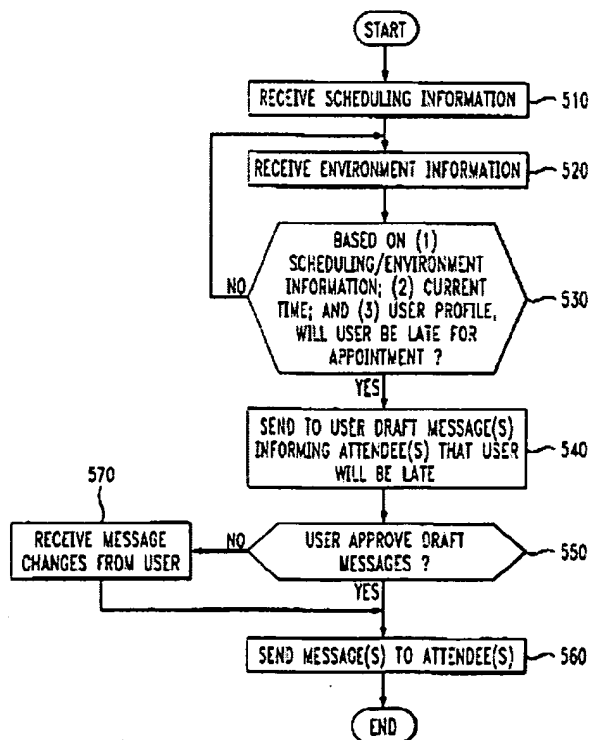 START
RECEIVE SCHEDULING INFORMATION
510
RECEIVE ENVIRONMENT INFORMATION
520
BASED ON (1)
SCHEDULING/ENVIRONMENT
INFORMATION; (2) CURRENT
TIME; AND (3) USER PROFILE,
WILL USER BE LATE FOR
APPOINTMENT ?
530
NO
YES
SEND TO USER DRAFT MESSAGE(S)
INFORMING ATTENDEE(S) THAT USER
WILL BE LATE
540
570
RECEIVE MESSAGE
CHANGES FROM USER
NO
USER APPROVE DRAFT
MESSAGES ?
550
YES
SEND MESSAGE(S) TO ATTENDEE(S)
560
END